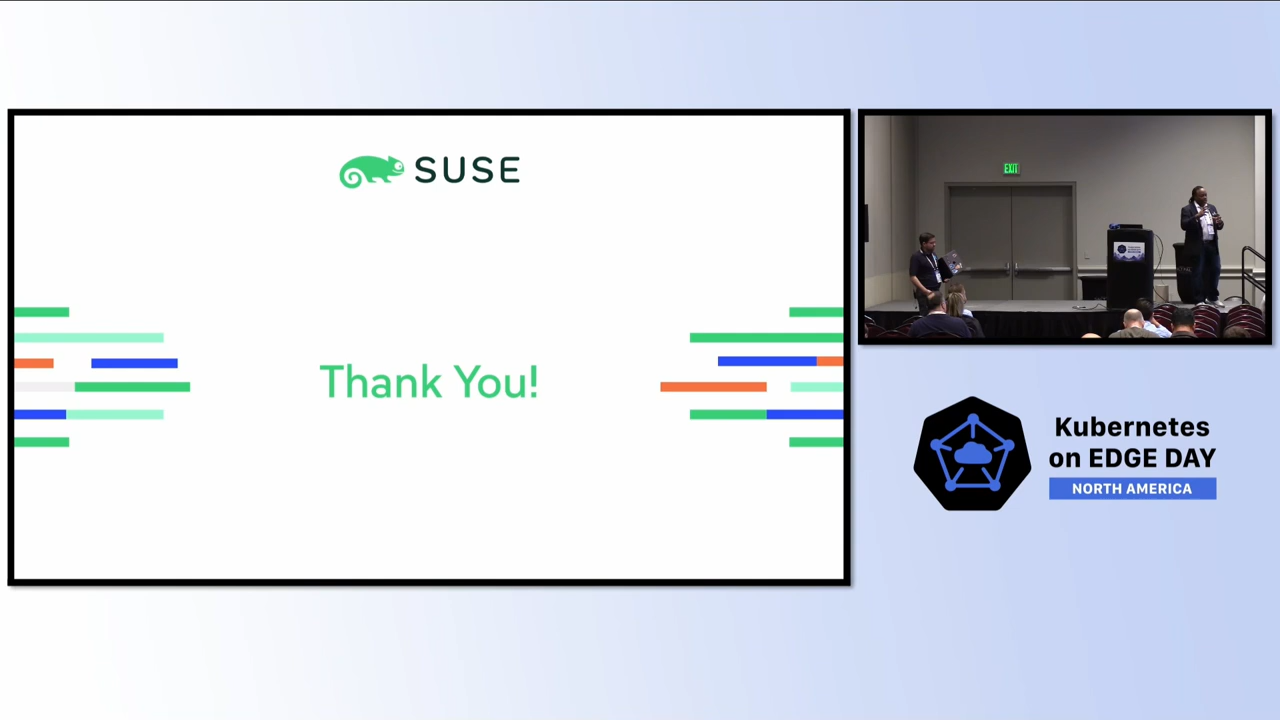 SUSE
Thank You!
EXIT
Kubernetes
on EDGE DAY
NORTH AMERICA